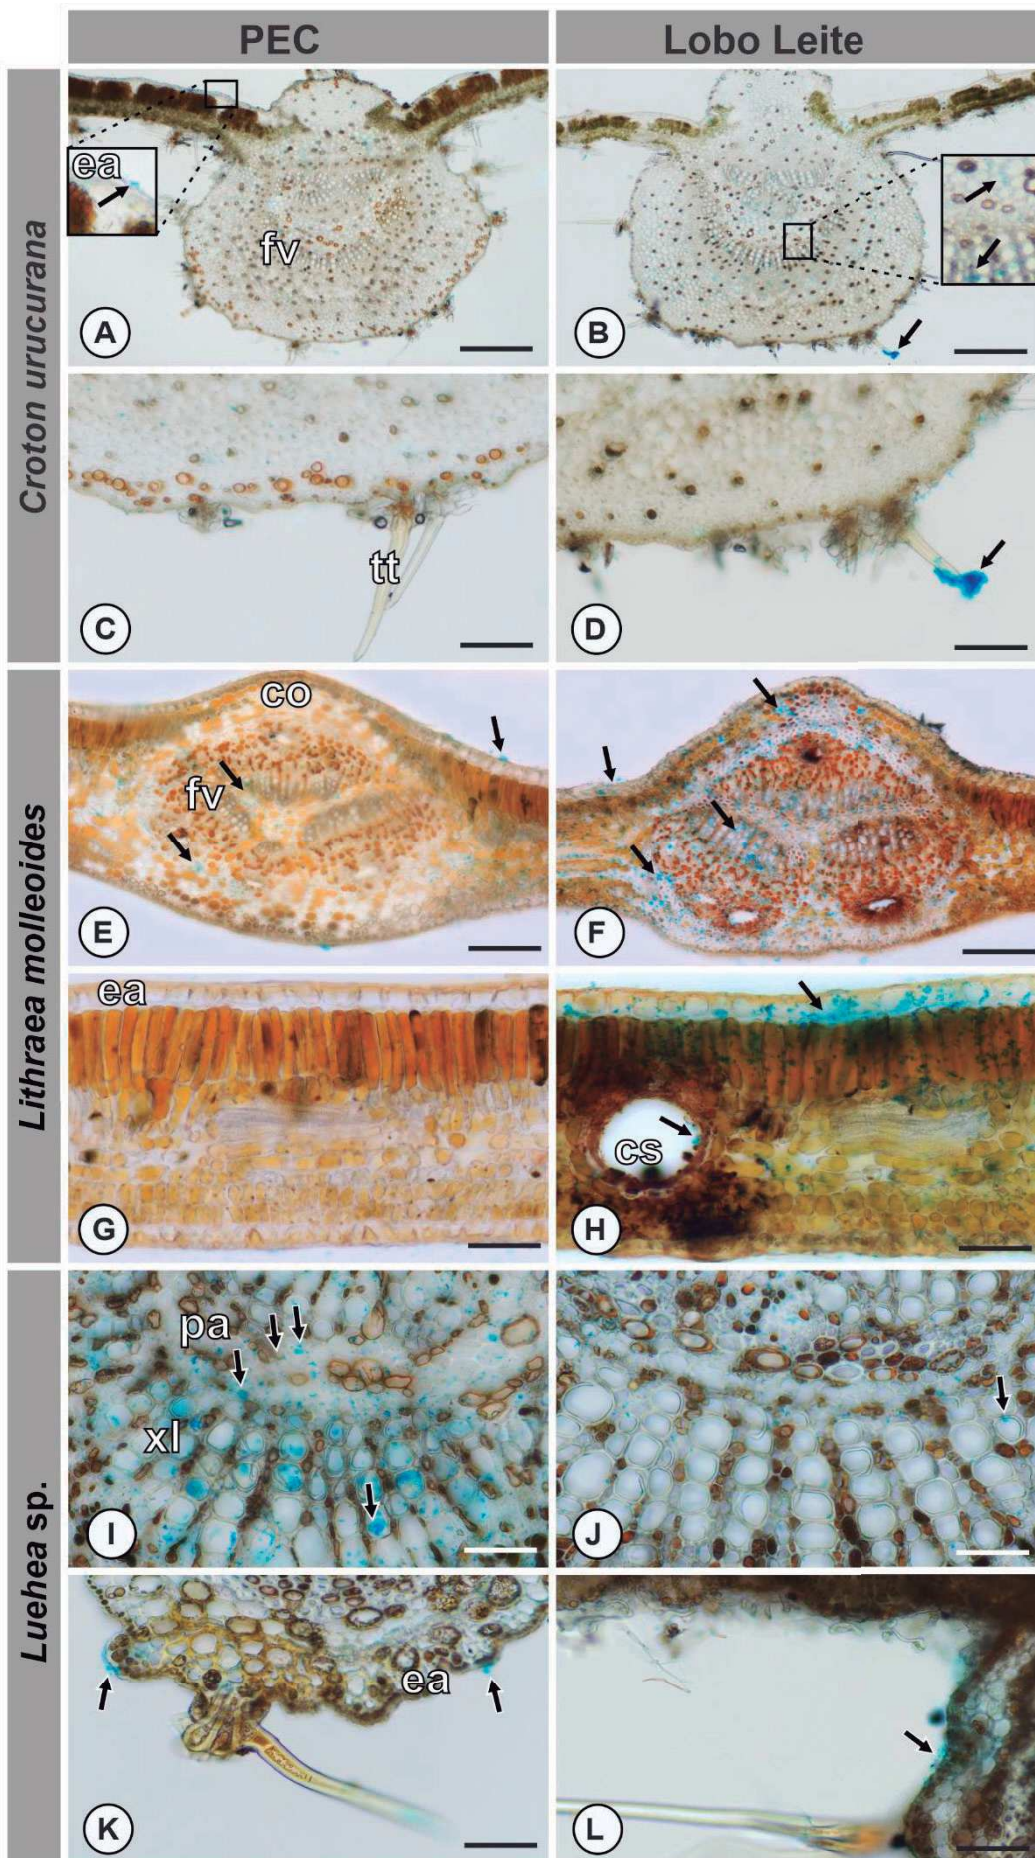 PEC
Lobo Leite
Croton urucurana
ea
fv
A
B
C
tt
D
Lithraea molleoides
co
fv
E
F
ea
G
cs
H
Luehea sp.
pa
xl
I
J
ea
K
L